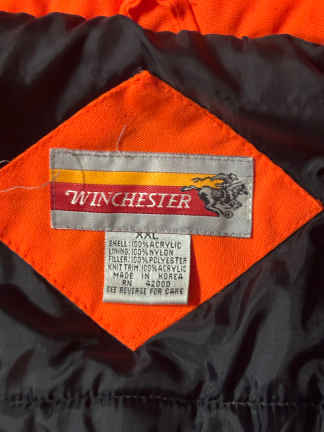 WINCHESTER
XXL
SHELL: 100% ACRYLIC
LINING: 100% NYLON
FILLER: 100% POLYESTER
KNIT TRIM: 100% ACRYLIC
MADE IN KOREA
RN 42000
SEE REVERSE FOR CARE